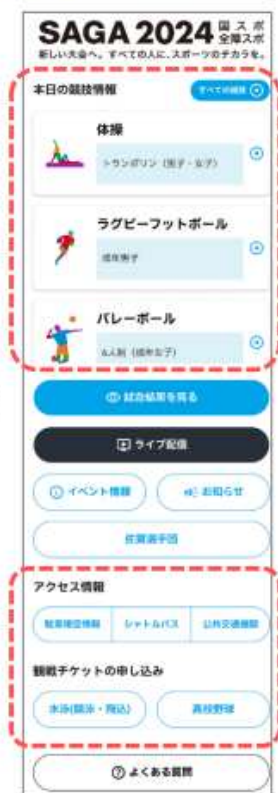 SAGA 2024 国スポ 全障スポ
新しい大会へ。すべての人に、スポーツのチカラを。
本日の競技情報
すべての競技
体操
トランポリン（男子・女子）
ラグビーフットボール
成年男子
バレーボール
6人制（成年女子）
試合結果を見る
ライブ配信
イベント情報 お知らせ
佐賀選手団
アクセス情報
駐車場空情報 シャトルバス 公共交通機関
観戦チケットの申し込み
水泳(競泳・飛込) 高校野球
よくある質問